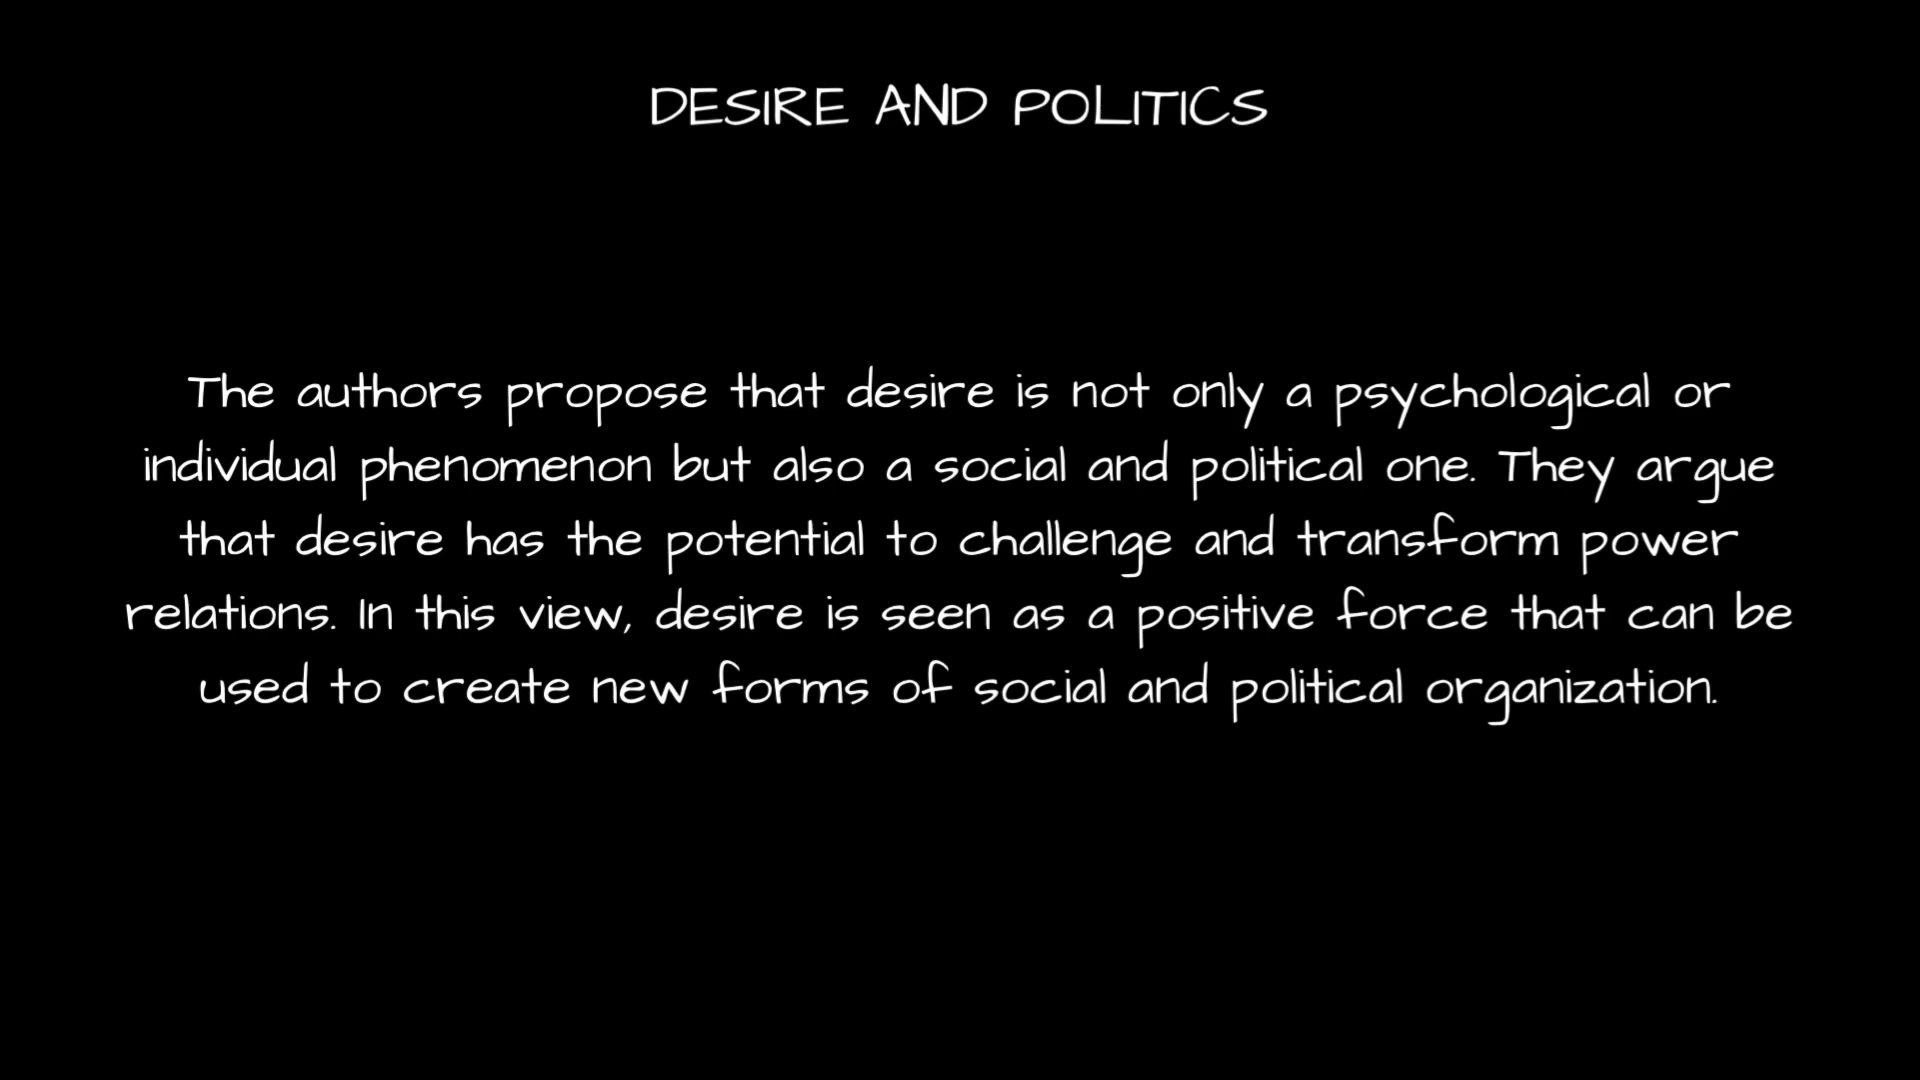 DESIRE AND POLITICS
The authors propose that desire is not only a psychological or
individual phenomenon but also a social and political one. They argue
that desire has the potential to challenge and transform power
relations. In this view, desire is seen as a positive force that can be
used to create new forms of social and political organization.